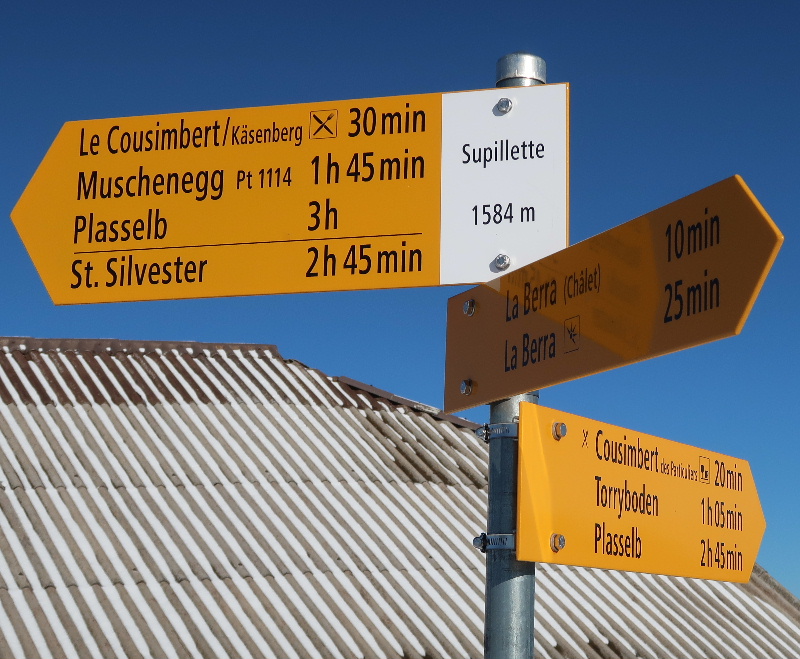 Le Cousimbert/Käsenberg 30 min
Muschenegg Pt 1114 1h 45 min
Plasselb 3h
St. Silvester 2h 45 min
Supillette
1584 m
La Berra (Châlet) 10 min
La Berra 25 min
Cousimbert des Particuliers 20 min
Torryboden 1h 05 min
Plasselb 2h 45 min